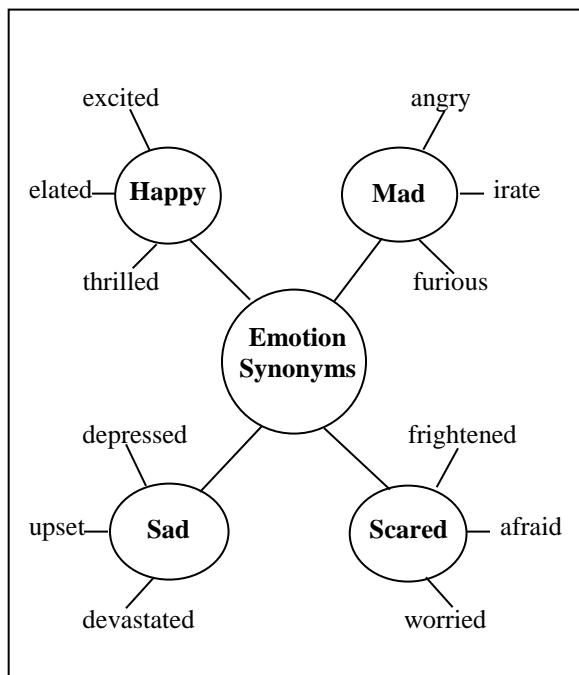 excited
elated
Happy
thrilled
angry
Mad
irate
furious
Emotion
Synonyms
depressed
upset
Sad
devastated
frightened
Scared
afraid
worried